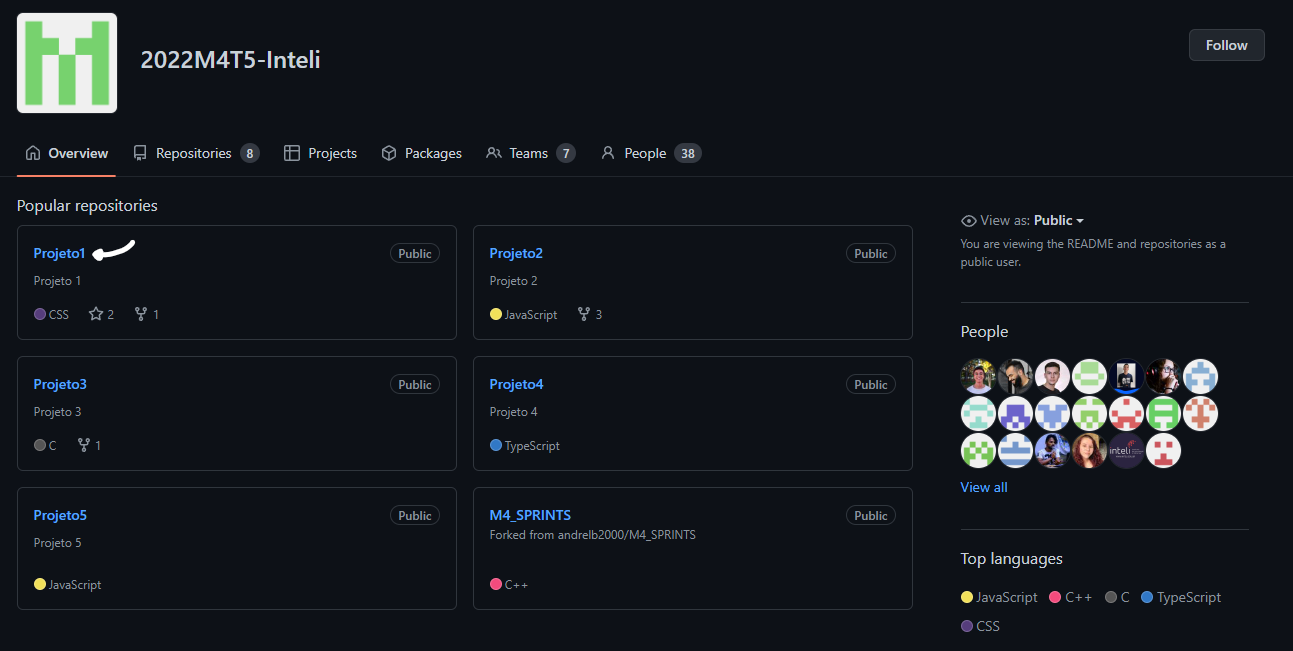 2022M4T5-Inteli
Follow
Overview Repositories 8 Projects Packages Teams 7 People 38
Popular repositories
Projeto1 Public
Projeto 1
CSS 2 1
Projeto2 Public
Projeto 2
JavaScript 3
Projeto3 Public
Projeto 3
C 1
Projeto4 Public
Projeto 4
TypeScript
Projeto5 Public
Projeto 5
JavaScript
M4_SPRINTS Public
Forked from andrelb2000/M4_SPRINTS
C++
View as: Public
You are viewing the README and repositories as a
public user.
People
inteli
View all
Top languages
JavaScript C++ C TypeScript
CSS